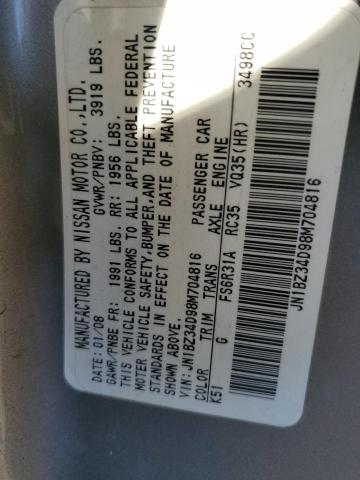 MANUFACTURED BY NISSAN MOTOR CO.,LTD.
DATE: 01/08 GVWR/PNBV: 3919 LBS.
GAWR/PNBE FR: 1991 LBS. RR: 1956 LBS.
THIS VEHICLE CONFORMS TO ALL APPLICABLE FEDERAL
MOTOR VEHICLE SAFETY,BUMPER,AND THEFT PREVENTION
STANDARDS IN EFFECT ON THE DATE OF MANUFACTURE
SHOWN ABOVE.
VIN: JN1BZ34D98M704816 PASSENGER CAR
COLOR TRIM TRANS AXLE ENGINE
K51 G FS6R31A RC35 VQ35(HR) 3498CC
JN1BZ34D98M704816